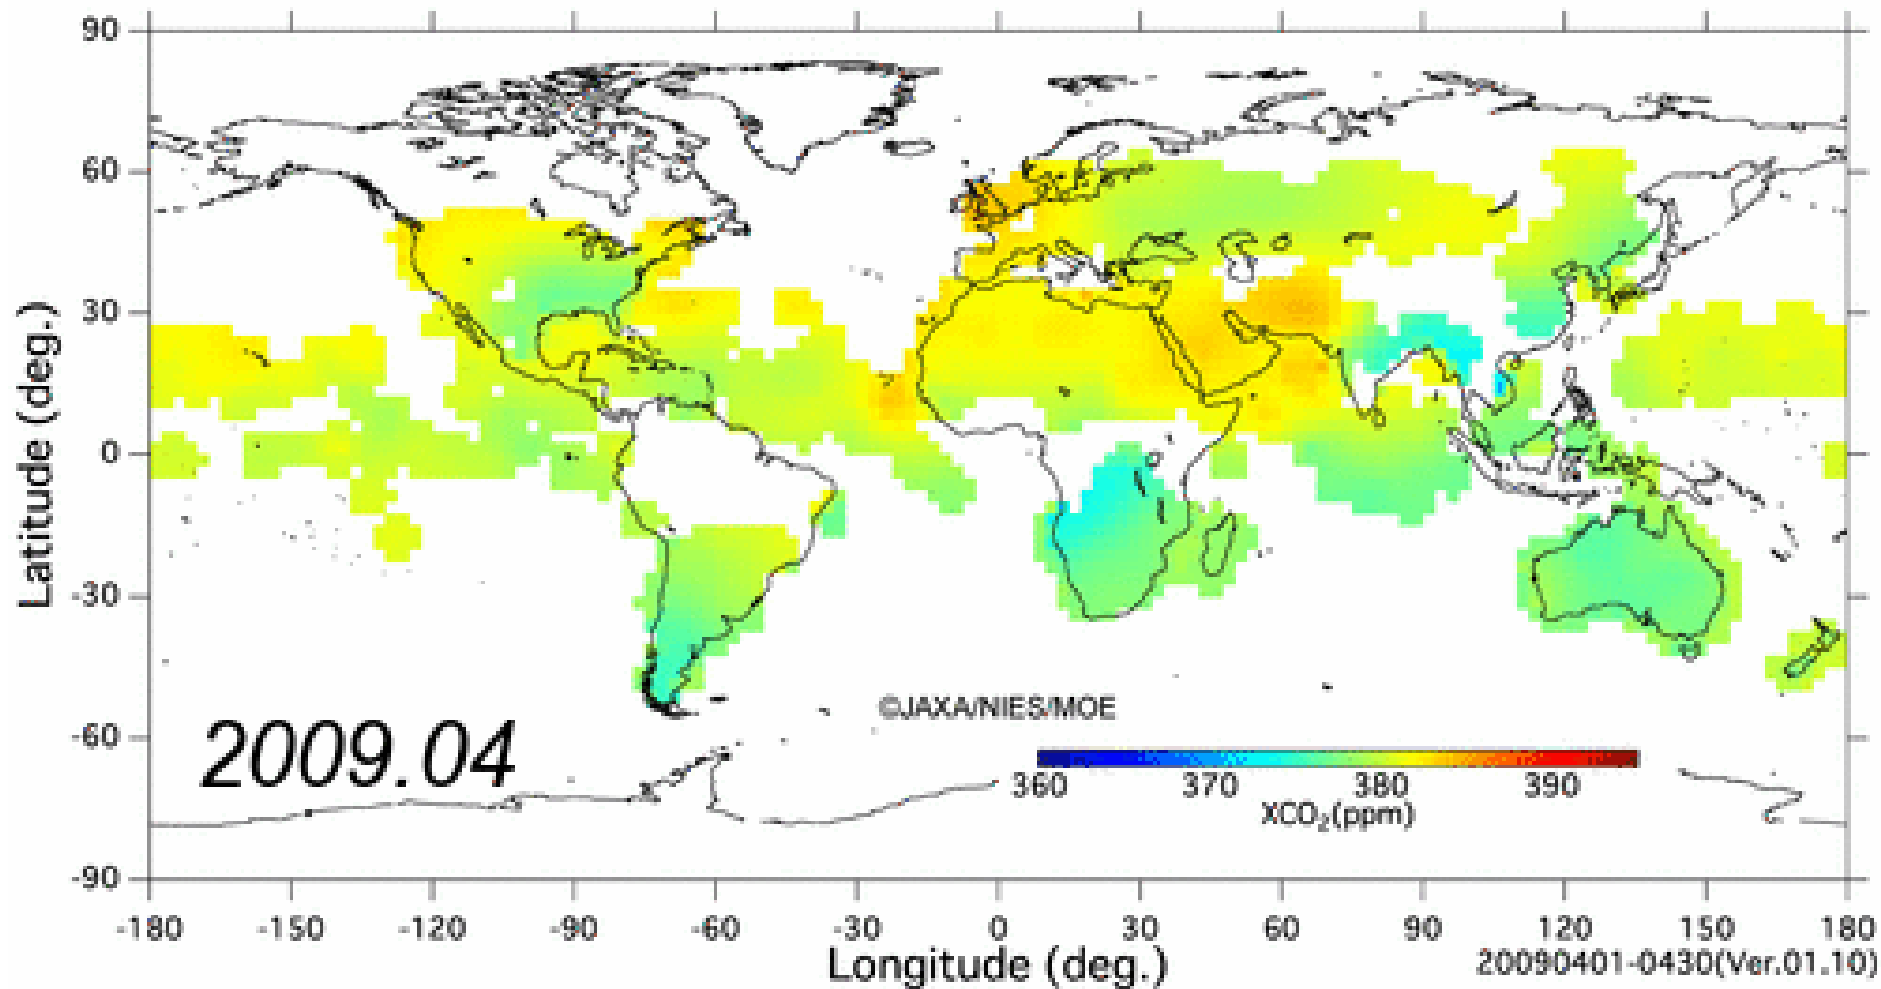 90
60
30
0
-30
-60
-90
Latitude (deg.)
©JAXA/NIES/MOE
2009.04
360 370 380 390
XCO₂(ppm)
-180 -150 -120 -90 -60 -30 0 30 60 90 120 150 180
Longitude (deg.)
20090401-0430(Ver.01.10)